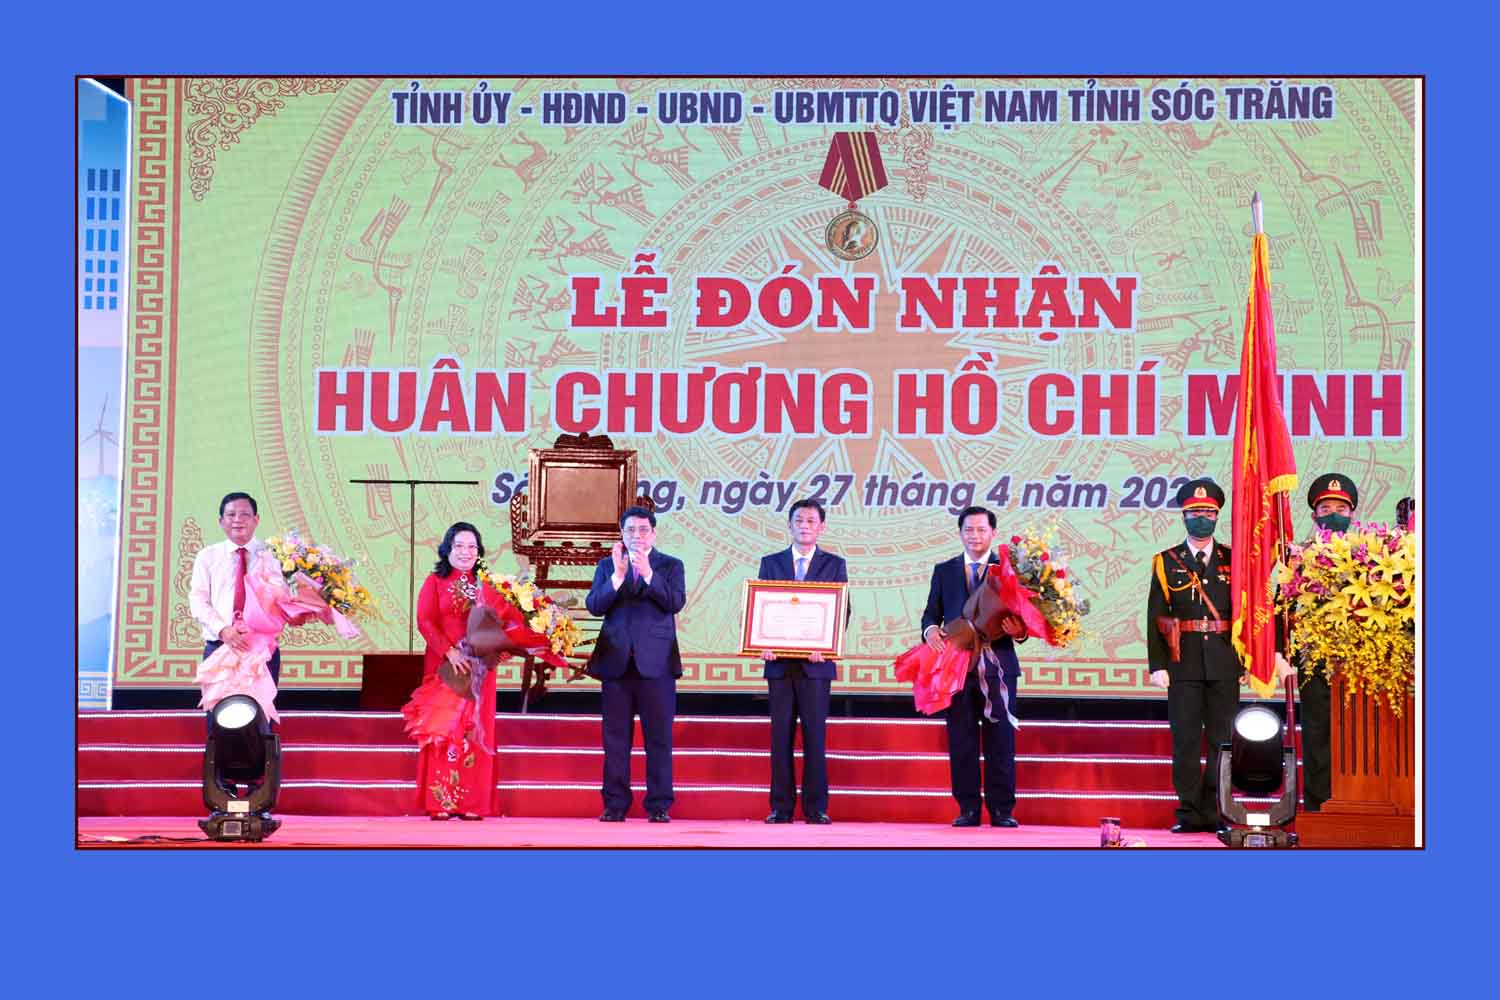 TỈNH ỦY - HĐND - UBND - UBMTTQ VIỆT NAM TỈNH SÓC TRĂNG
LỄ ĐÓN NHẬN
HUÂN CHƯƠNG HỒ CHÍ MINH
ngày 27 tháng 4 năm